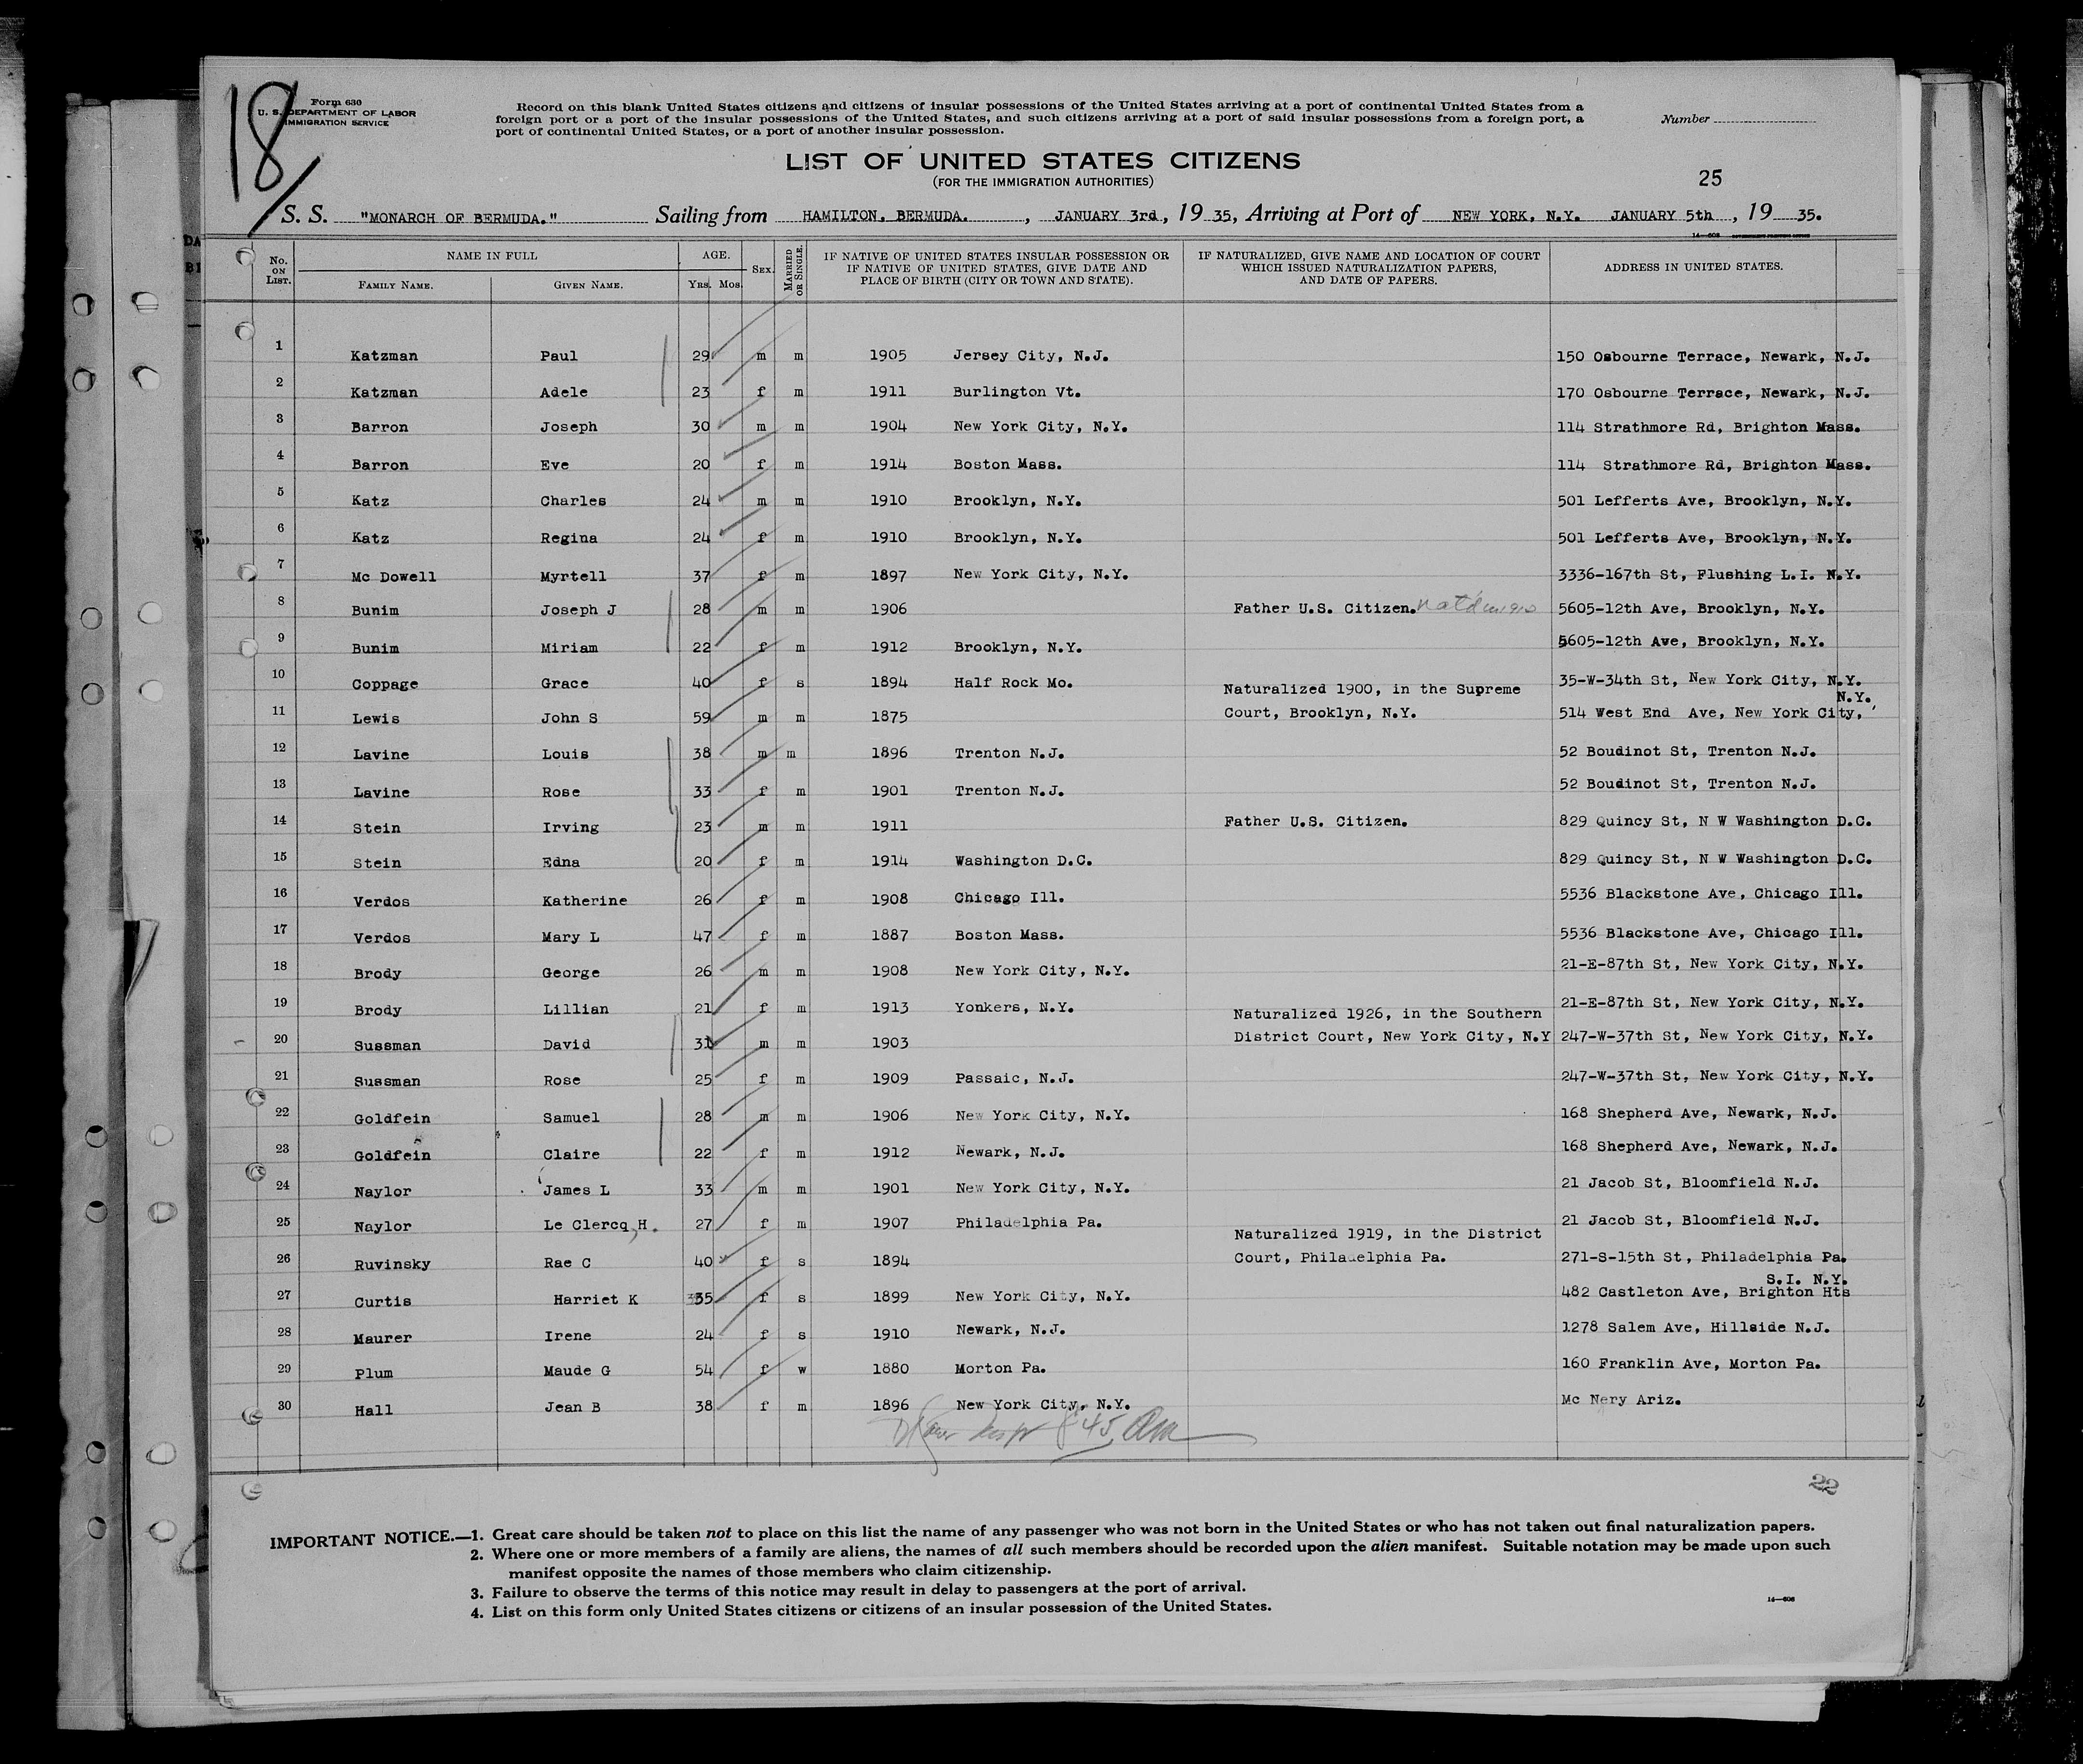 18
Form 630
U. S. DEPARTMENT OF LABOR
IMMIGRATION SERVICE
Record on this blank United States citizens and citizens of insular possessions of the United States arriving at a port of continental United States from a
foreign port or a port of the insular possessions of the United States, and such citizens arriving at a port of said insular possessions from a foreign port, a
port of continental United States, or a port of another insular possession.
Number
LIST OF UNITED STATES CITIZENS
(FOR THE IMMIGRATION AUTHORITIES)
25
S. S. "MONARCH OF BERMUDA." Sailing from HAMILTON, BERMUDA. , JANUARY 3rd, 19 35, Arriving at Port of NEW YORK, N.Y. JANUARY 5th , 19 35.
14-608
No. ON LIST. NAME IN FULL FAMILY NAME. GIVEN NAME. AGE. YRS. MOS. SEX. MARRIED OR SINGLE. IF NATIVE OF UNITED STATES INSULAR POSSESSION OR IF NATIVE OF UNITED STATES, GIVE DATE AND PLACE OF BIRTH (CITY OR TOWN AND STATE). IF NATURALIZED, GIVE NAME AND LOCATION OF COURT WHICH ISSUED NATURALIZATION PAPERS, AND DATE OF PAPERS. ADDRESS IN UNITED STATES.
1 Katzman Paul 29 m m 1905 Jersey City, N.J. 150 Osbourne Terrace, Newark, N.J.
2 Katzman Adele 23 f m 1911 Burlington Vt. 170 Osbourne Terrace, Newark, N.J.
3 Barron Joseph 30 m m 1904 New York City, N.Y. 114 Strathmore Rd, Brighton Mass.
4 Barron Eve 20 f m 1914 Boston Mass. 114 Strathmore Rd, Brighton Mass.
5 Katz Charles 24 m m 1910 Brooklyn, N.Y. 501 Lefferts Ave, Brooklyn, N.Y.
6 Katz Regina 24 f m 1910 Brooklyn, N.Y. 501 Lefferts Ave, Brooklyn, N.Y.
7 Mc Dowell Myrtell 37 f m 1897 New York City, N.Y. 3336-167th St, Flushing L.I. N.Y.
8 Bunim Joseph J 28 m m 1906 Father U.S. Citizen. 5605-12th Ave, Brooklyn, N.Y.
9 Bunim Miriam 22 f m 1912 Brooklyn, N.Y. 5605-12th Ave, Brooklyn, N.Y.
10 Coppage Grace 40 f s 1894 Half Rock Mo. 35-W-34th St, New York City, N.Y.
Naturalized 1900, in the Supreme
N.Y.
11 Lewis John S 59 m m 1875 Court, Brooklyn, N.Y. 514 West End Ave, New York City,
12 Lavine Louis 38 m m 1896 Trenton N.J. 52 Boudinot St, Trenton N.J.
13 Lavine Rose 33 f m 1901 Trenton N.J. 52 Boudinot St, Trenton N.J.
14 Stein Irving 23 m m 1911 Father U.S. Citizen. 829 Quincy St, N W Washington D.C.
15 Stein Edna 20 f m 1914 Washington D.C. 829 Quincy St, N W Washington D.C.
16 Verdos Katherine 26 f m 1908 Chicago Ill. 5536 Blackstone Ave, Chicago Ill.
17 Verdos Mary L 47 f m 1887 Boston Mass. 5536 Blackstone Ave, Chicago Ill.
18 Brody George 26 m m 1908 New York City, N.Y. 21-E-87th St, New York City, N.Y.
19 Brody Lillian 21 f m 1913 Yonkers, N.Y. 21-E-87th St, New York City, N.Y.
Naturalized 1926, in the Southern
20 Sussman David 31 m m 1903 District Court, New York City, N.Y 247-W-37th St, New York City, N.Y.
21 Sussman Rose 25 f m 1909 Passaic, N.J. 247-W-37th St, New York City, N.Y.
22 Goldfein Samuel 28 m m 1906 New York City, N.Y. 168 Shepherd Ave, Newark, N.J.
23 Goldfein Claire 22 f m 1912 Newark, N.J. 168 Shepherd Ave, Newark, N.J.
24 Naylor James L 33 m m 1901 New York City, N.Y. 21 Jacob St, Bloomfield N.J.
25 Naylor Le Clercq, H. 27 f m 1907 Philadelphia Pa. 21 Jacob St, Bloomfield N.J.
Naturalized 1919, in the District
26 Ruvinsky Rae C 40 f s 1894 Court, Philadelphia Pa. 271-S-15th St, Philadelphia Pa.
S.I. N.Y.
27 Curtis Harriet K 35 f s 1899 New York City, N.Y. 482 Castleton Ave, Brighton Hts
28 Maurer Irene 24 f s 1910 Newark, N.J. 1278 Salem Ave, Hillside N.J.
29 Plum Maude G 54 f w 1880 Morton Pa. 160 Franklin Ave, Morton Pa.
30 Hall Jean B 38 f m 1896 New York City, N.Y. Mc Nery Ariz.
45 am
22
IMPORTANT NOTICE.—1. Great care should be taken not to place on this list the name of any passenger who was not born in the United States or who has not taken out final naturalization papers.
2. Where one or more members of a family are aliens, the names of all such members should be recorded upon the alien manifest. Suitable notation may be made upon such
manifest opposite the names of those members who claim citizenship.
3. Failure to observe the terms of this notice may result in delay to passengers at the port of arrival.
4. List on this form only United States citizens or citizens of an insular possession of the United States.
14-608